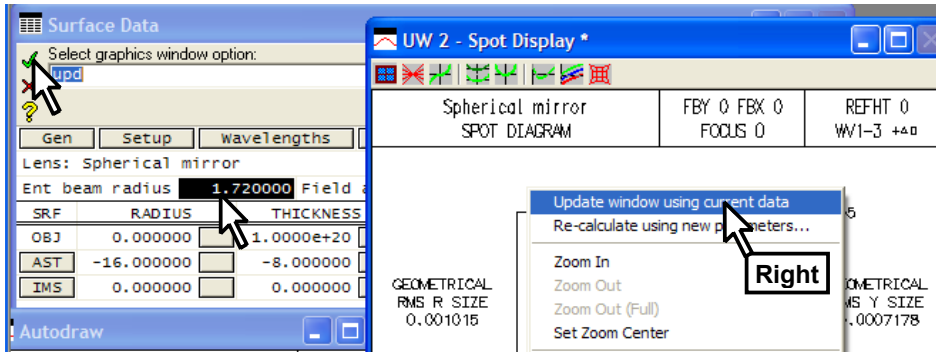 Surface Data
Select graphics window option:
upd
Gen Setup Wavelengths
Lens: Spherical mirror
Ent beam radius 1.720000 Field
SRF RADIUS THICKNESS
OBJ 0.000000 1.0000e+20
AST -16.000000 -8.000000
IMS 0.000000 0.000000
Autodraw
UW 2 - Spot Display *
Spherical mirror
SPOT DIAGRAM
FBY 0 FBX 0
FOCUS 0
REFHT 0
WV1-3
Update window using current data
Re-calculate using new parameters...
Zoom In
Zoom Out
Zoom Out (Full)
Set Zoom Center
Right
GEOMETRICAL
RMS R SIZE
0.001015
Y SIZE
.0007178